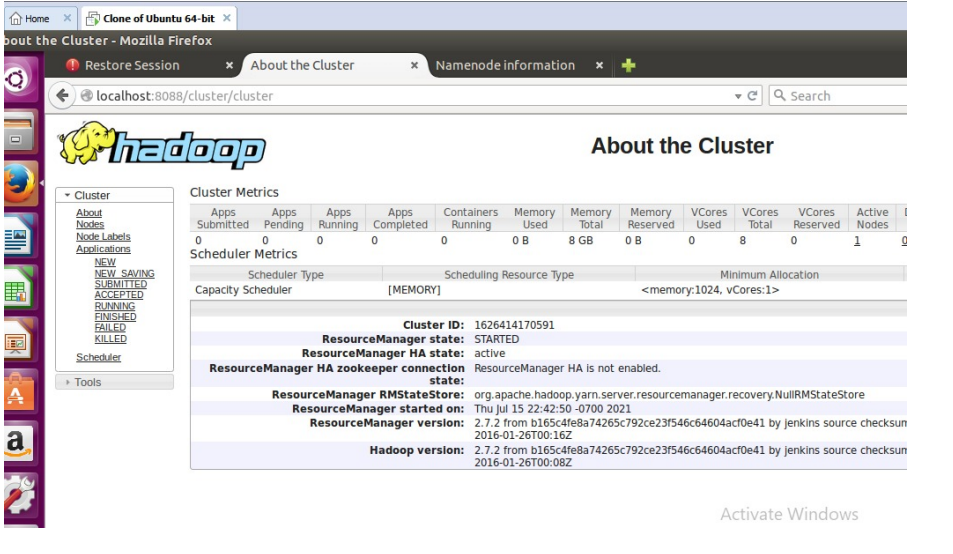 Home × Clone of Ubuntu 64-bit ×
bout the Cluster - Mozilla Firefox
Restore Session × About the Cluster × Namenode information ×
localhost:8088/cluster/cluster Search
hadoop About the Cluster
Cluster
About
Nodes
Node Labels
Applications
NEW
NEW_SAVING
SUBMITTED
ACCEPTED
RUNNING
FINISHED
FAILED
KILLED
Scheduler
Tools
Cluster Metrics
Apps Submitted Apps Pending Apps Running Apps Completed Containers Running Memory Used Memory Total Memory Reserved VCores Used VCores Total VCores Reserved Active Nodes
0 0 0 0 0 0 B 8 GB 0 B 0 8 0 1 0
Scheduler Metrics
Scheduler Type Scheduling Resource Type Minimum Allocation
Capacity Scheduler [MEMORY] <memory:1024, vCores:1>
Cluster ID: 1626414170591
ResourceManager state: STARTED
ResourceManager HA state: active
ResourceManager HA zookeeper connection state: ResourceManager HA is not enabled.
ResourceManager RMStateStore: org.apache.hadoop.yarn.server.resourcemanager.recovery.NullRMStateStore
ResourceManager started on: Thu Jul 15 22:42:50 -0700 2021
ResourceManager version: 2.7.2 from b165c4fe8a74265c792ce23f546c64604acf0e41 by jenkins source checksum
2016-01-26T00:16Z
Hadoop version: 2.7.2 from b165c4fe8a74265c792ce23f546c64604acf0e41 by jenkins source checksum
2016-01-26T00:08Z
Activate Windows